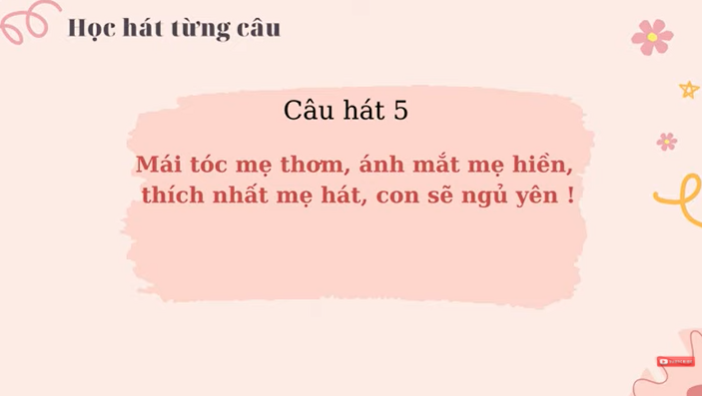 Học hát từng câu
Câu hát 5
Mái tóc mẹ thơm, ánh mắt mẹ hiền,
thích nhất mẹ hát, con sẽ ngủ yên !